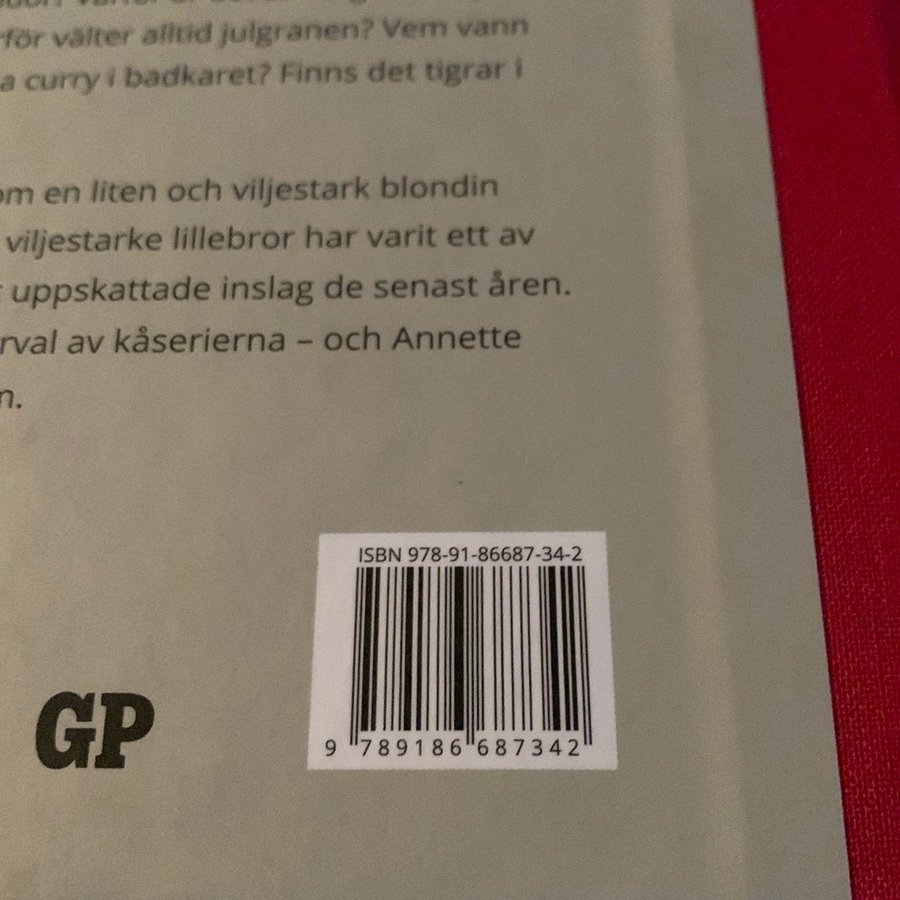 rför välter alltid julgranen? Vem vann
a curry i badkaret? Finns det tigrar i
om en liten och viljestark blondin
viljestarke lillebror har varit ett av
uppskattade inslag de senast åren.
rval av kåserierna – och Annette
n.
ISBN 978-91-86687-34-2
9 789186 687342
GP